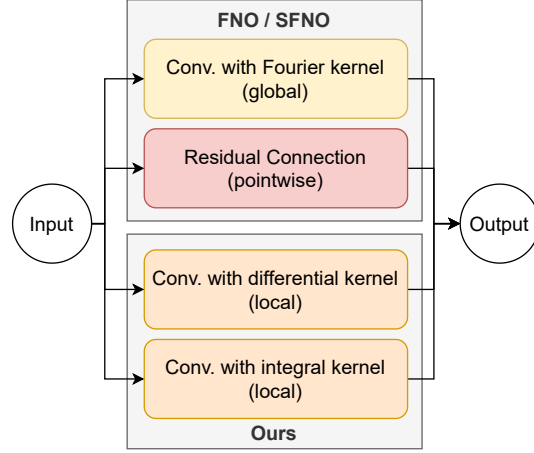 FNO / SFNO
Conv. with Fourier kernel
(global)
Residual Connection
(pointwise)
Input
Output
Conv. with differential kernel
(local)
Conv. with integral kernel
(local)
Ours